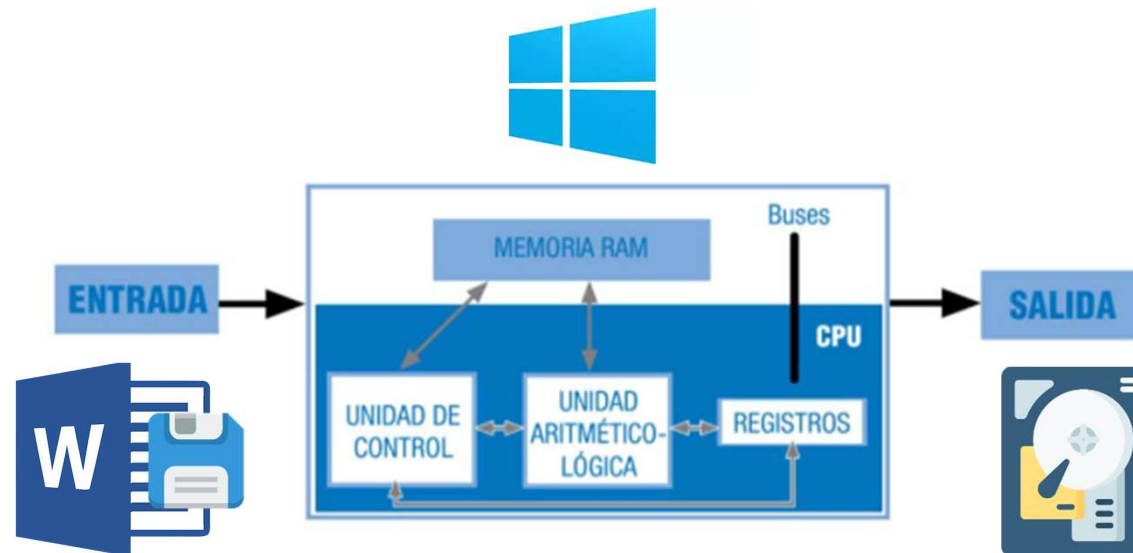 Buses
MEMORIA RAM
ENTRADA
SALIDA
CPU
UNIDAD DE
CONTROL
UNIDAD
ARITMÉTICO-
LÓGICA
REGISTROS
W